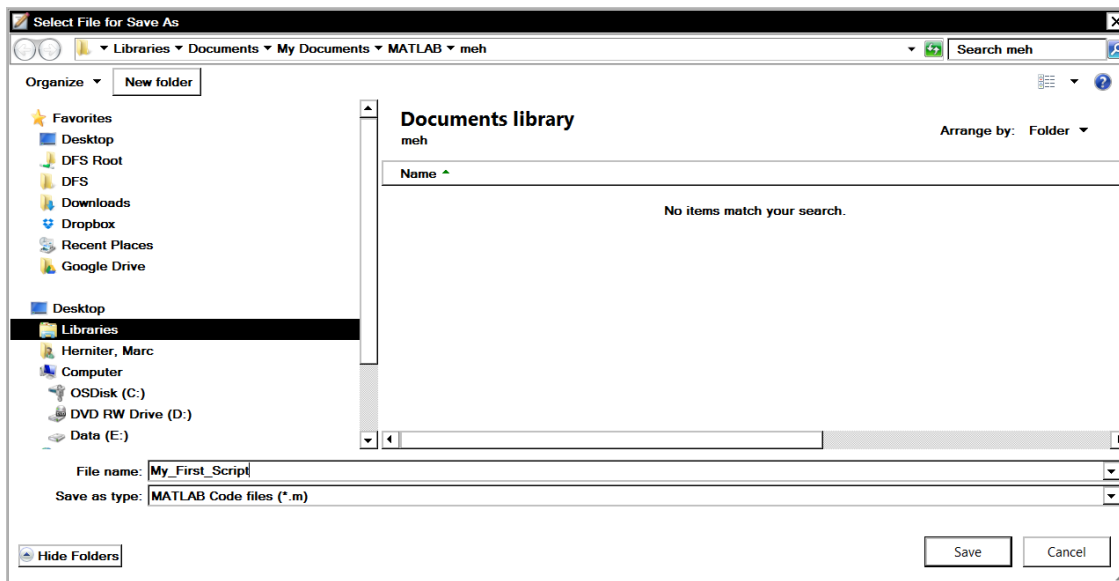 Select File for Save As
Libraries Documents My Documents MATLAB meh
Search meh
Organize New folder
Favorites
Desktop
DFS Root
DFS
Downloads
Dropbox
Recent Places
Google Drive
Desktop
Libraries
Herniter, Marc
Computer
OSDisk (C:)
DVD RW Drive (D:)
Data (E:)
Documents library
meh
Arrange by: Folder
Name
No items match your search.
File name: My_First_Script
Save as type: MATLAB Code files (*.m)
Hide Folders
Save Cancel